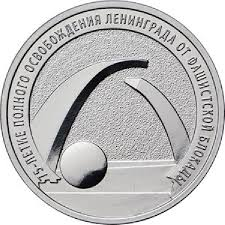 75-ЛЕТИЕ ПОЛНОГО ОСВОБОЖДЕНИЯ ЛЕНИНГРАДА ОТ ФАШИСТСКОЙ БЛОКАДЫ